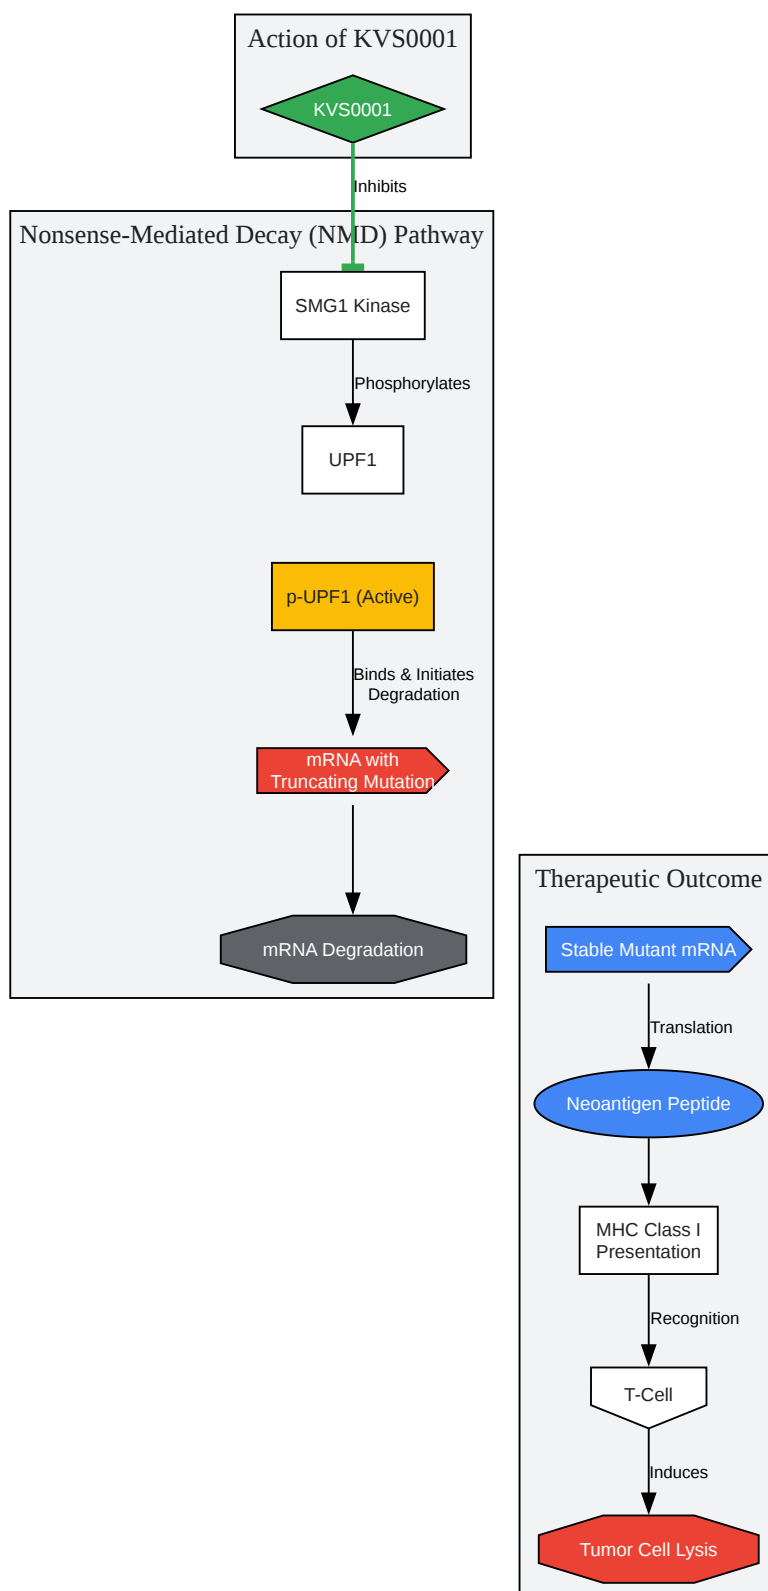 Action of KVS0001
KVS0001
Inhibits
Nonsense-Mediated Decay (NMD) Pathway
SMG1 Kinase
Phosphorylates
UPF1
p-UPF1 (Active)
Binds & Initiates
Degradation
mRNA with
Truncating Mutation
mRNA Degradation
Therapeutic Outcome
Stable Mutant mRNA
Translation
Neoantigen Peptide
MHC Class I
Presentation
Recognition
T-Cell
Induces
Tumor Cell Lysis